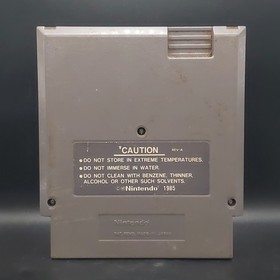 CAUTION
REV-A
●DO NOT STORE IN EXTREME TEMPERATURES.
●DO NOT IMMERSE IN WATER.
●DO NOT CLEAN WITH BENZENE, THINNER,
ALCOHOL OR OTHER SUCH SOLVENTS.
©Nintendo 1985